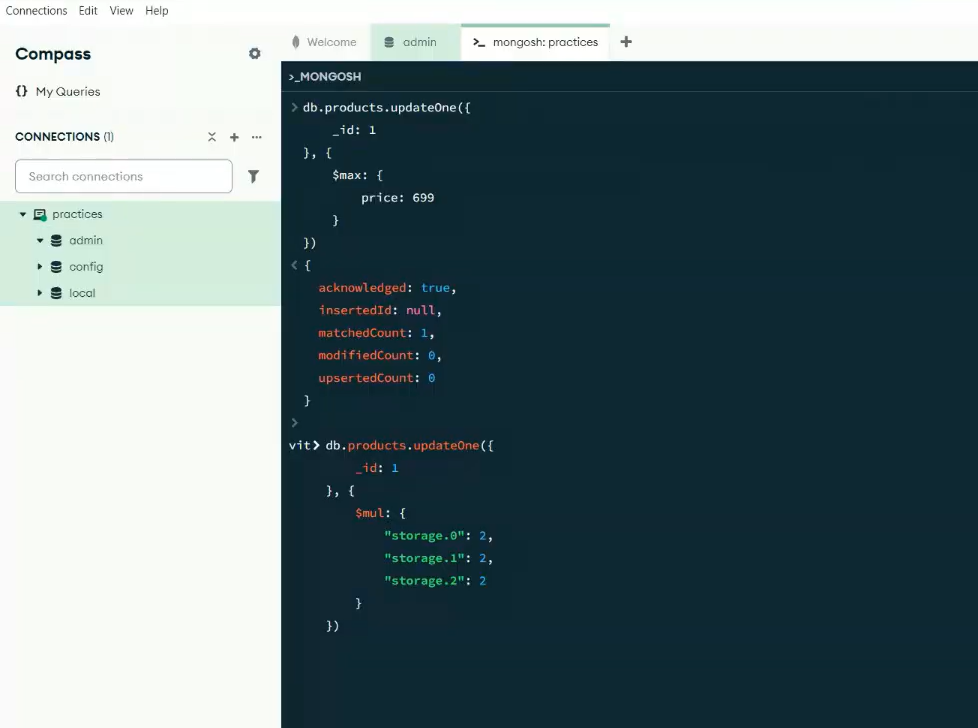 Connections Edit View Help
Compass
{} My Queries
CONNECTIONS (1)
Search connections
practices
admin
config
local
Welcome
admin
>_ mongosh: practices
>_MONGOSH
> db.products.updateOne({
_id: 1
}, {
$max: {
price: 699
}
})
< {
acknowledged: true,
insertedId: null,
matchedCount: 1,
modifiedCount: 0,
upsertedCount: 0
}
>
vit> db.products.updateOne({
_id: 1
}, {
$mul: {
"storage.0": 2,
"storage.1": 2,
"storage.2": 2
}
})